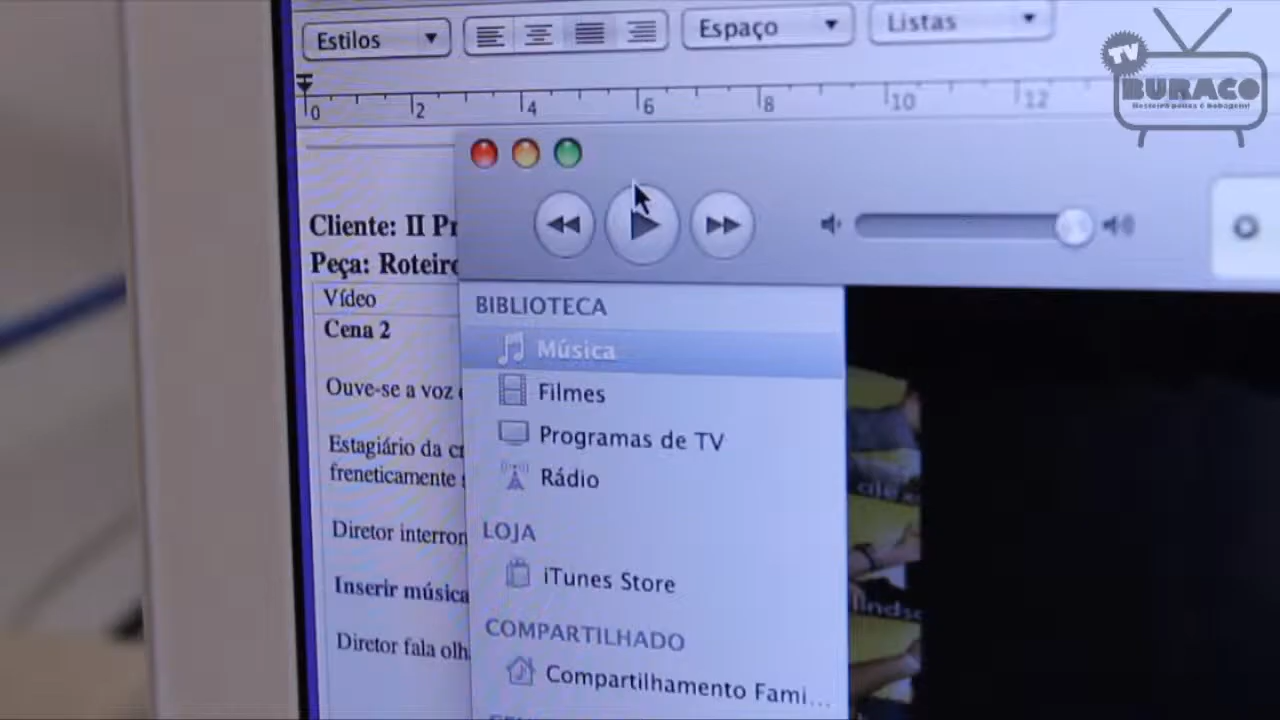 Estilos
Espaço
Listas
0 2 4 6 8 10 12
TV
BURACO
Cliente: II Pr
Peça: Roteiro
Vídeo
Cena 2
Ouve-se a voz
Estagiário da cr
freneticamente
Diretor interrom
Inserir música
Diretor fala olh
BIBLIOTECA
Música
Filmes
Programas de TV
Rádio
LOJA
iTunes Store
COMPARTILHADO
Compartilhamento Fami...